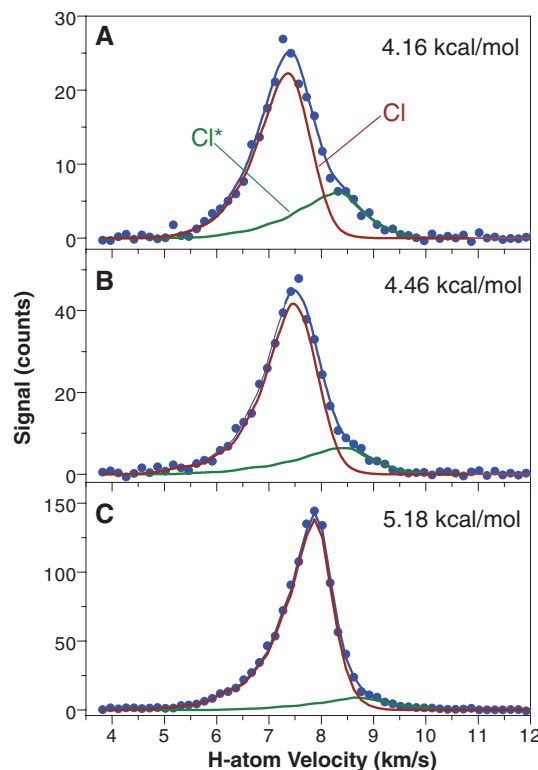 A
4.16 kcal/mol
Cl*
Cl
30
20
10
0
B
4.46 kcal/mol
40
20
0
C
5.18 kcal/mol
150
100
50
0
Signal (counts)
4 5 6 7 8 9 10 11 12
H-atom Velocity (km/s)